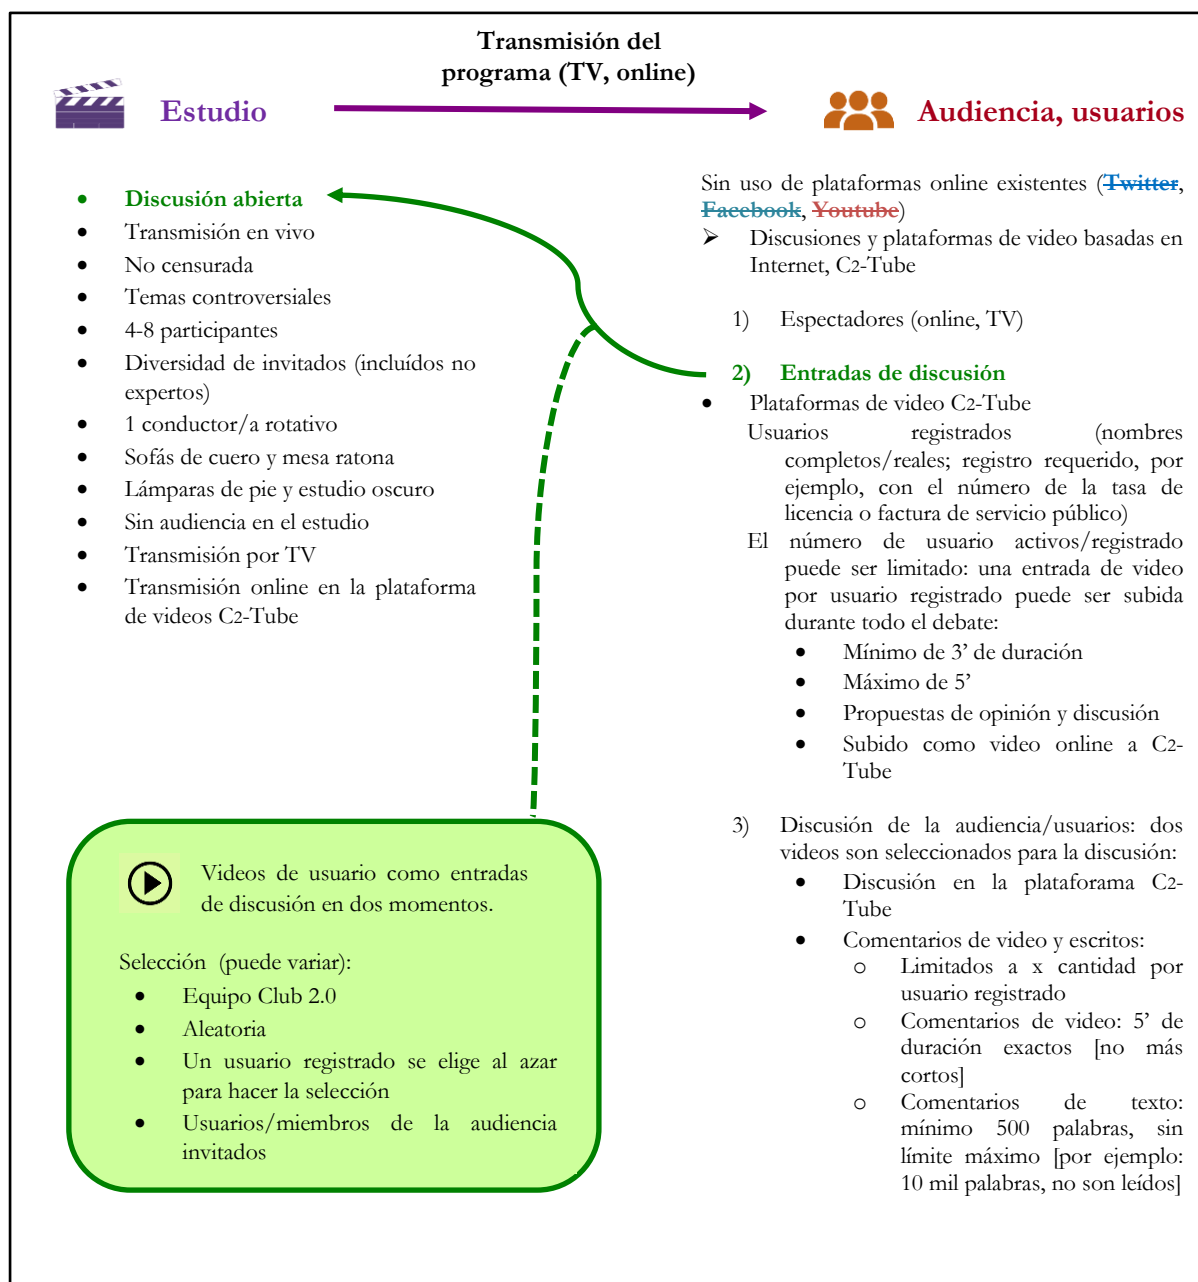 Transmisión del
programa (TV, online)
Estudio
Audiencia, usuarios
• Discusión abierta
• Transmisión en vivo
• No censurada
• Temas controversiales
• 4-8 participantes
• Diversidad de invitados (incluídos no
expertos)
• 1 conductor/a rotativo
• Sofás de cuero y mesa ratona
• Lámparas de pie y estudio oscuro
• Sin audiencia en el estudio
• Transmisión por TV
• Transmisión online en la plataforma
de videos C2-Tube
Videos de usuario como entradas
de discusión en dos momentos.
Selección (puede variar):
• Equipo Club 2.0
• Aleatoria
• Un usuario registrado se elige al azar
para hacer la selección
• Usuarios/miembros de la audiencia
invitados
Sin uso de plataformas online existentes (Twitter,
Facebook, Youtube)
➢ Discusiones y plataformas de video basadas en
Internet, C2-Tube
1) Espectadores (online, TV)
2) Entradas de discusión
• Plataformas de video C2-Tube
Usuarios registrados (nombres
completos/reales; registro requerido, por
ejemplo, con el número de la tasa de
licencia o factura de servicio público)
El número de usuario activos/registrado
puede ser limitado: una entrada de video
por usuario registrado puede ser subida
durante todo el debate:
• Mínimo de 3’ de duración
• Máximo de 5’
• Propuestas de opinión y discusión
• Subido como video online a C2-
Tube
3) Discusión de la audiencia/usuarios: dos
videos son seleccionados para la discusión:
• Discusión en la plataforama C2-
Tube
• Comentarios de video y escritos:
o Limitados a x cantidad por
usuario registrado
o Comentarios de video: 5’ de
duración exactos [no más
cortos]
o Comentarios de texto:
mínimo 500 palabras, sin
límite máximo [por ejemplo:
10 mil palabras, no son leídos]